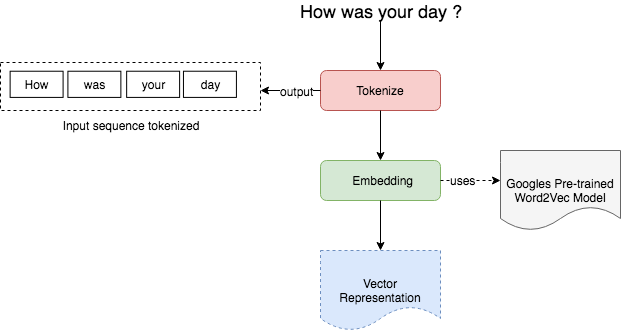 How was your day ?
How was your day
output
Tokenize
Input sequence tokenized
Embedding
uses
Googles Pre-trained
Word2Vec Model
Vector
Representation